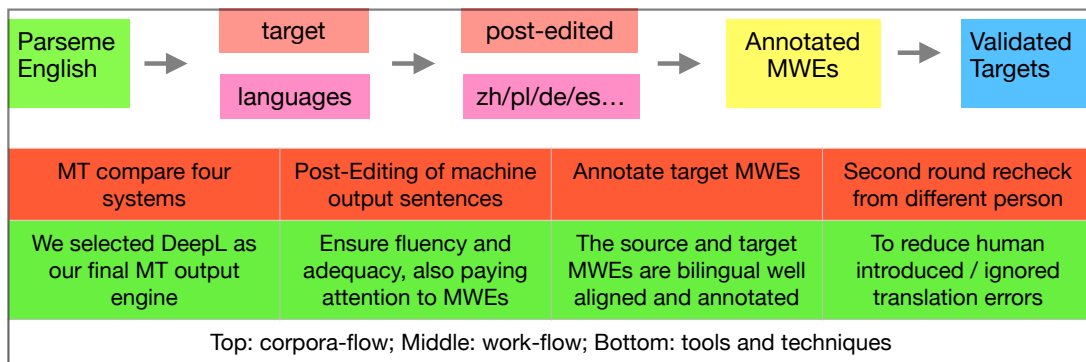 Parseme
English
target
languages
post-edited
zh/pl/de/es…
Annotated
MWEs
Validated
Targets
MT compare four
systems
Post-Editing of machine
output sentences
Annotate target MWEs
Second round recheck
from different person
We selected DeepL as
our final MT output
engine
Ensure fluency and
adequacy, also paying
attention to MWEs
The source and target
MWEs are bilingual well
aligned and annotated
To reduce human
introduced / ignored
translation errors
Top: corpora-flow; Middle: work-flow; Bottom: tools and techniques